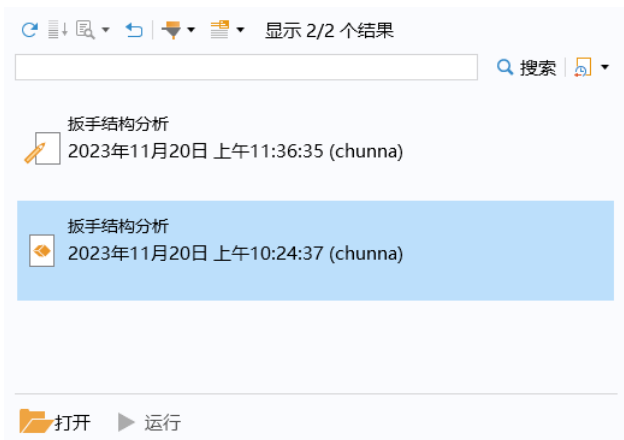 显示 2/2 个结果
搜索
扳手结构分析
2023年11月20日 上午11:36:35 (chunna)
扳手结构分析
2023年11月20日 上午10:24:37 (chunna)
打开 运行